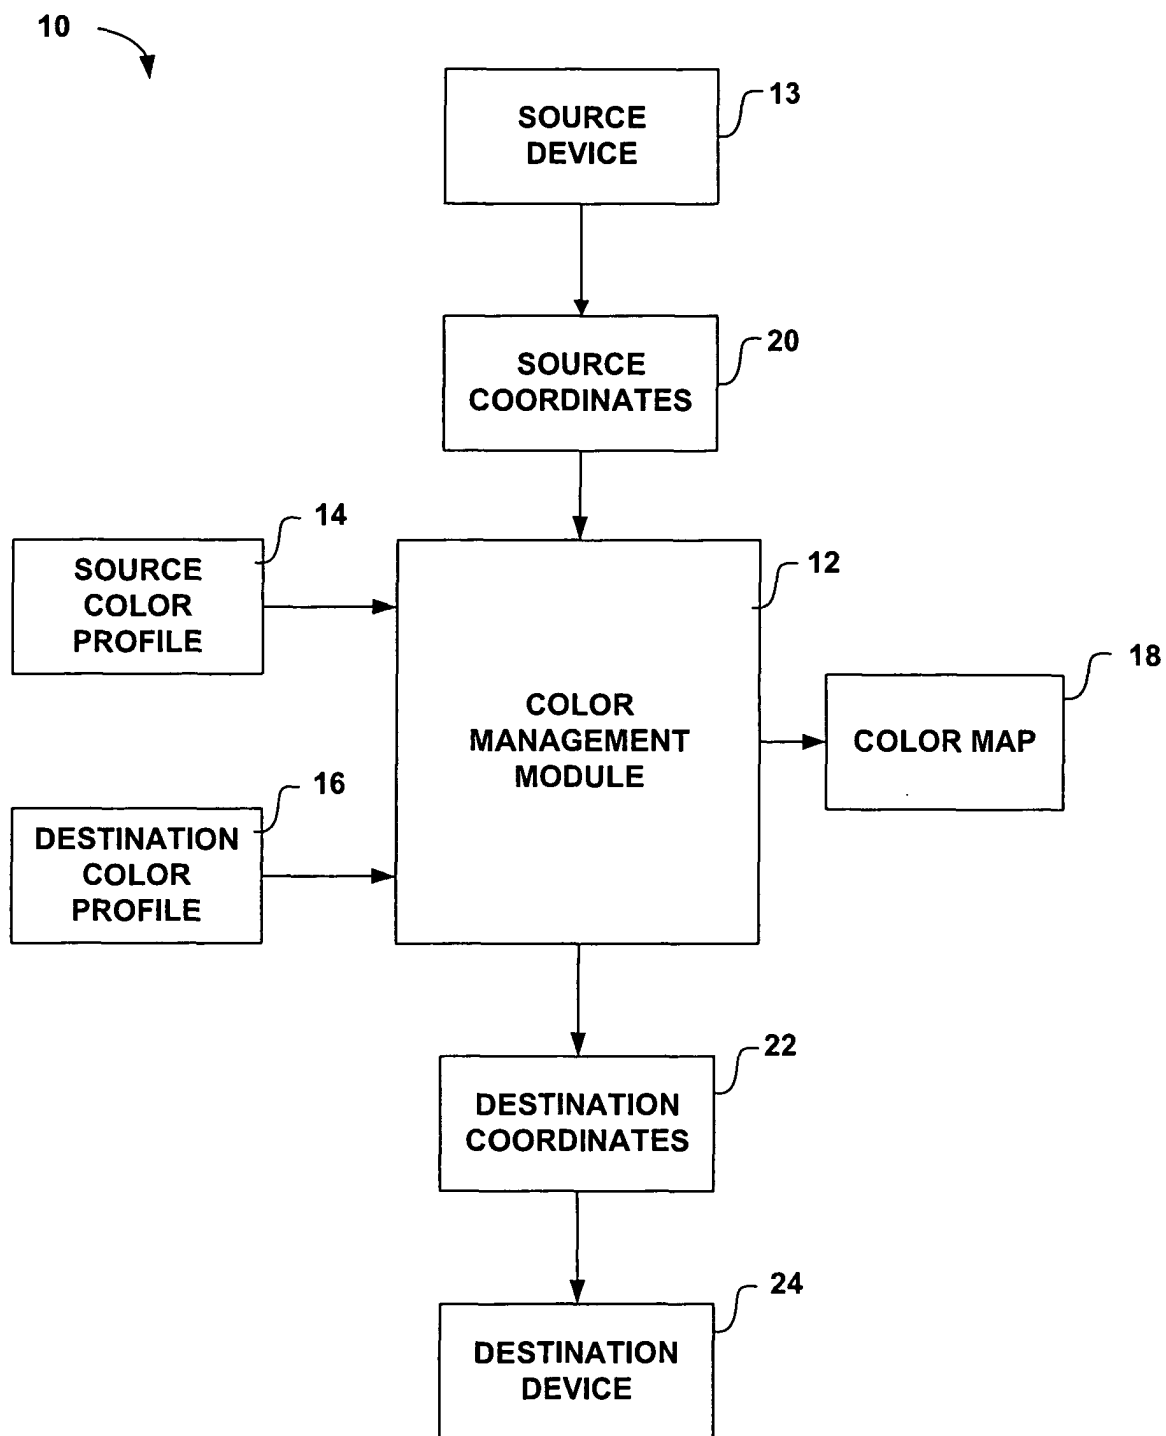 10
SOURCE
DEVICE
13
SOURCE
COORDINATES
20
SOURCE
COLOR
PROFILE
14
COLOR
MANAGEMENT
MODULE
12
COLOR MAP
18
DESTINATION
COLOR
PROFILE
16
DESTINATION
COORDINATES
22
DESTINATION
DEVICE
24